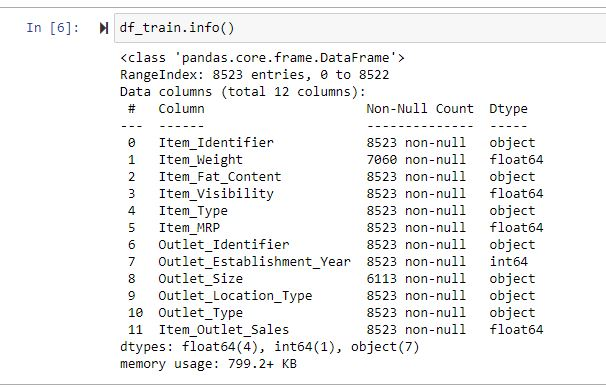 In [6]: df_train.info()
<class 'pandas.core.frame.DataFrame'>
RangeIndex: 8523 entries, 0 to 8522
Data columns (total 12 columns):
 #   Column                     Non-Null Count  Dtype
---  ------                     --------------  -----
 0   Item_Identifier            8523 non-null   object
 1   Item_Weight                7060 non-null   float64
 2   Item_Fat_Content           8523 non-null   object
 3   Item_Visibility            8523 non-null   float64
 4   Item_Type                  8523 non-null   object
 5   Item_MRP                   8523 non-null   float64
 6   Outlet_Identifier          8523 non-null   object
 7   Outlet_Establishment_Year  8523 non-null   int64
 8   Outlet_Size                6113 non-null   object
 9   Outlet_Location_Type       8523 non-null   object
 10  Outlet_Type                8523 non-null   object
 11  Item_Outlet_Sales          8523 non-null   float64
dtypes: float64(4), int64(1), object(7)
memory usage: 799.2+ KB